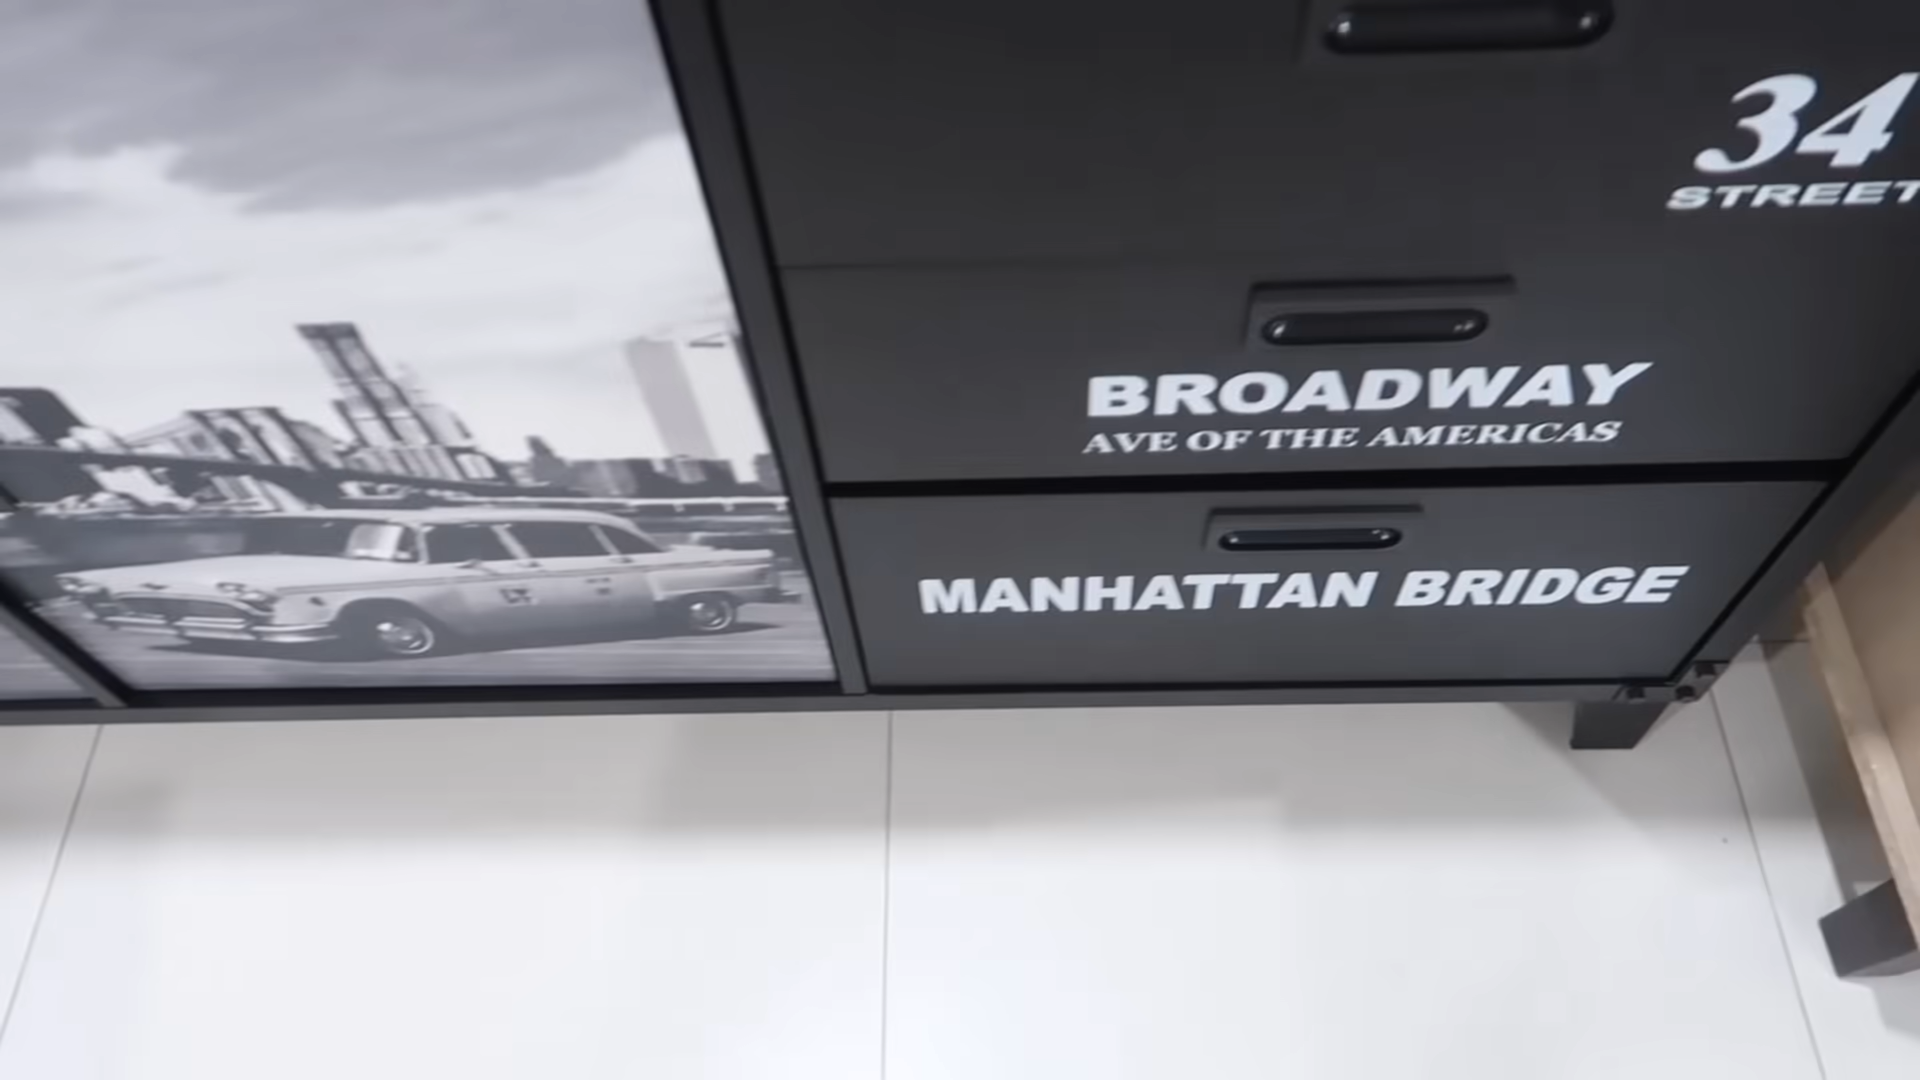 34
STREET
BROADWAY
AVE OF THE AMERICAS
MANHATTAN BRIDGE